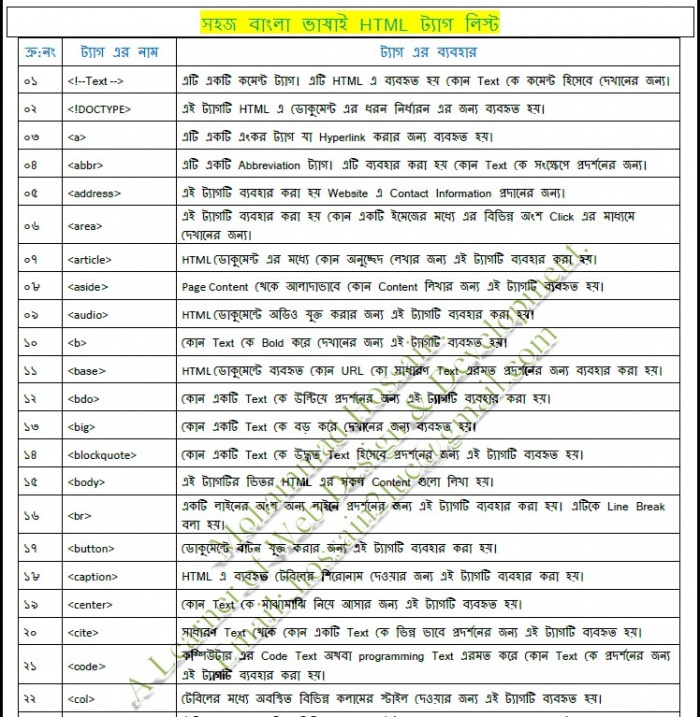 সহজ বাংলা ভাষাই HTML ট্যাগ লিস্ট
ক্র:নং ট্যাগ এর নাম ট্যাগ এর ব্যবহার
০১ <!--Text --> এটি একটি কমেন্ট ট্যাগ। এটি HTML এ ব্যবহৃত হয় কোন Text কে কমেন্ট হিসেবে দেখানের জন্য।
০২ <!DOCTYPE> এই ট্যাগটি HTML এ ডোকুমেন্ট এর ধরন নির্ধারন এর জন্য ব্যবহৃত হয়।
০৩ <a> এটি একটি এংকর ট্যাগ যা Hyperlink করার জন্য ব্যবহৃত হয়।
০৪ <abbr> এটি একটি Abbreviation ট্যাগ। এটি ব্যবহার করা হয় কোন Text কে সংক্ষেপে প্রদর্শনের জন্য।
০৫ <address> এই ট্যাগটি ব্যবহার করা হয় Website এ Contact Information প্রদানের জন্য।
০৬ <area> এই ট্যাগটি ব্যবহার করা হয় কোন একটি ইমেজের মধ্যে এর বিভিন্ন অংশ Click এর মাধ্যমে
দেখানের জন্য।
০৭ <article> HTML ডোকুমেন্ট এর মধ্যে কোন অনুচ্ছেদ লেখার জন্য এই ট্যাগটি ব্যবহার করা হয়।
০৮ <aside> Page Content থেকে আলাদাভাবে কোন Content লিখার জন্য এই ট্যাগটি ব্যবহৃত হয়।
০৯ <audio> HTML ডোকুমেন্টে অডিও যুক্ত করার জন্য এই ট্যাগটি ব্যবহার করা হয়।
১০ <b> কোন Text কে Bold করে দেখানের জন্য এই ট্যাগটি ব্যবহৃত হয়।
১১ <base> HTML ডোকুমেন্টে ব্যবহৃত কোন URL কো সাধারণ Text এরমত প্রদর্শনের জন্য ব্যবহার করা হয়।
১২ <bdo> কোন একটি Text কে উল্টিয়ে প্রদর্শনের জন্য এই ট্যাগটি ব্যবহার করা হয়।
১৩ <big> কোন একটি Text কে বড় করে দেখানের জন্য ব্যবহৃত হয়।
১৪ <blockquote> কোন একটি Text কে উদ্ধৃত Text হিসেবে প্রদর্শনের জন্য এই ট্যাগটি ব্যবহৃত হয়।
১৫ <body> এই ট্যাগটির ভিতর HTML এর সকল Content গুলো লিখা হয়।
১৬ <br> একটি লাইনের অংশ অন্য লাইনে প্রদর্শনের জন্য এই ট্যাগটি ব্যবহার করা হয়। এটিকে Line Break
বলা হয়।
১৭ <button> ডোকুমেন্টে বাটন যুক্ত করার জন্য এই ট্যাগটি ব্যবহার করা হয়।
১৮ <caption> HTML এ ব্যবহৃত টেবিলের শিরোনাম দেওয়ার জন্য এই ট্যাগটি ব্যবহার করা হয়।
১৯ <center> কোন Text কে মাঝামাঝি নিয়ে আসার জন্য এই ট্যাগটি ব্যবহৃত হয়।
২০ <cite> সাধারণ Text থেকে কোন একটি Text কে ভিন্ন ভাবে প্রদর্শনের জন্য এই ট্যাগটি ব্যবহৃত হয়।
২১ <code> কম্পিউটার এর Code Text অথবা programming Text এরমত করে কোন Text কে প্রদর্শনের জন্য
এই ট্যাগটি ব্যবহার করা হয়।
২২ <col> টেবিলের মধ্যে অবস্থিত বিভিন্ন কলামের স্টাইল দেওয়ার জন্য এই ট্যাগটি ব্যবহৃত হয়।
Mohammad Hossain
A Learner of Web Design & Development.